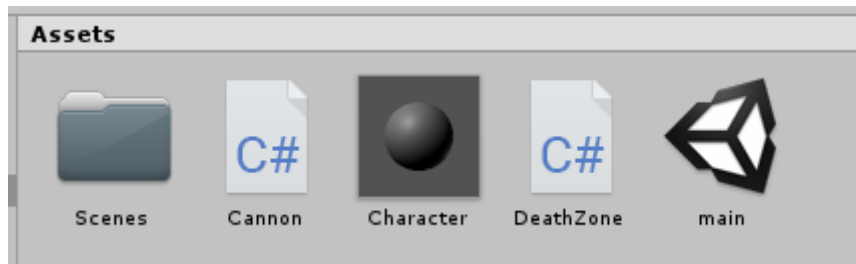 Assets
C# C#
Scenes Cannon Character DeathZone main